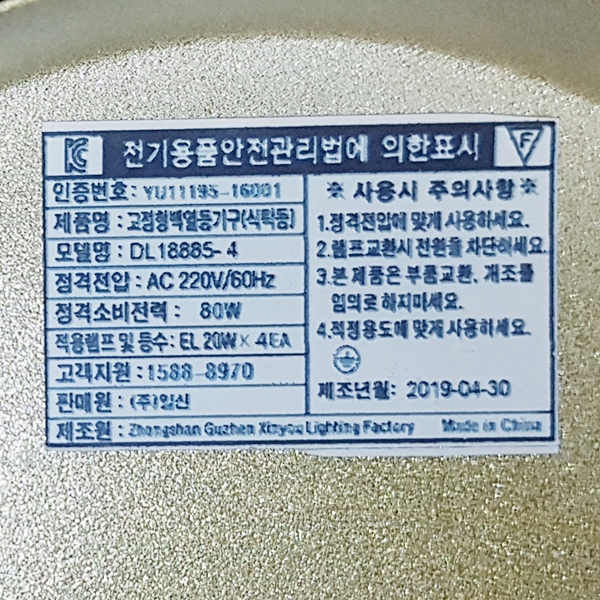 KC 전기용품안전관리법에 의한표시 F
인증번호: YU11195-16001
제품명 : 고정형백열등기구(식탁등)
모델명 : DL18885-4
정격전압 : AC 220V/60Hz
정격소비전력 : 80W
적용램프 및 등수: EL 20W × 4EA
고객지원 : 1588-8970
판매원 : (주)일신
※ 사용시 주의사항 ※
1.정격전압에 맞게 사용하세요.
2.램프교환시 전원을 차단하세요.
3.본 제품은 부품교환, 개조를
임의로 하지마세요.
4.적정용도에 맞게 사용하세요.
제조년월: 2019-04-30
제조원 : Zhongshan Guzhen Xinyou Lighting Factory Made in China